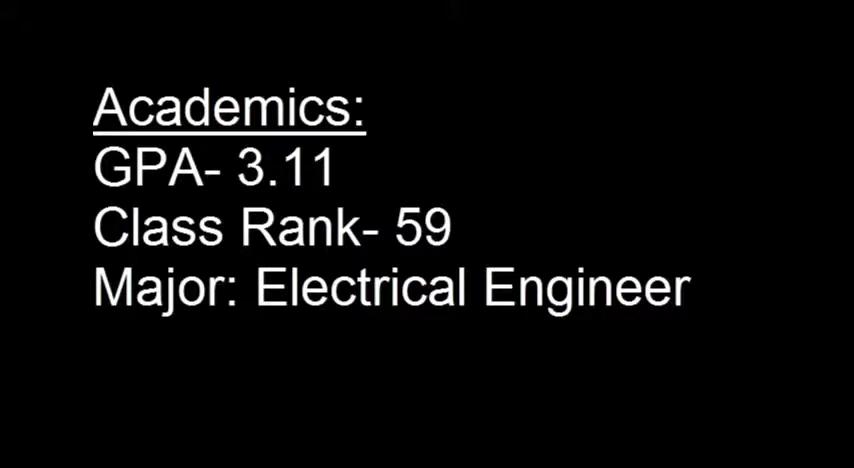 Academics:
GPA- 3.11
Class Rank- 59
Major: Electrical Engineer